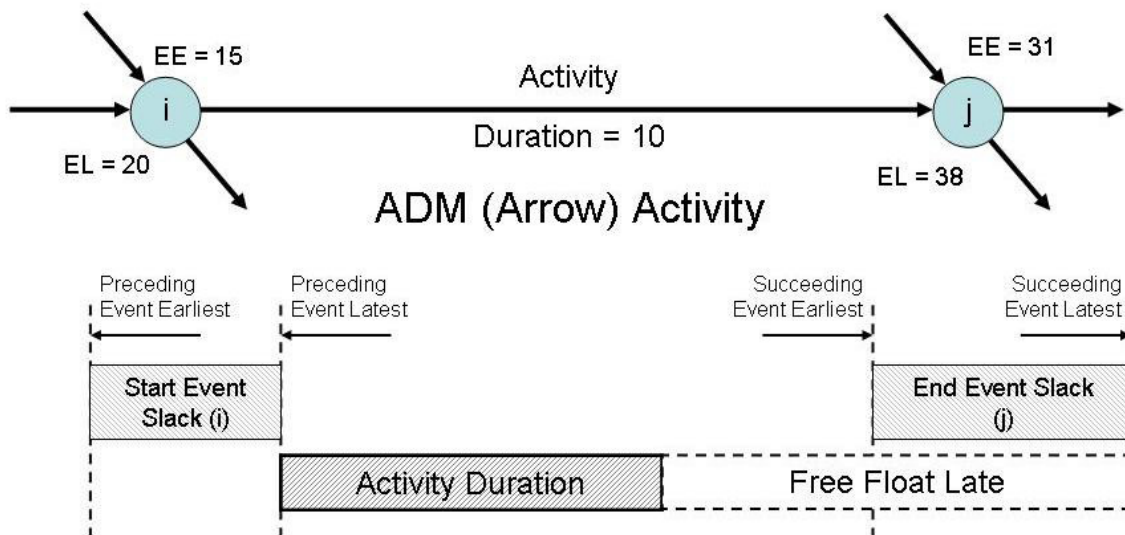 EE = 15
EE = 31
Activity
i
j
Duration = 10
EL = 20
EL = 38
ADM (Arrow) Activity
Preceding
Event Earliest
Preceding
Event Latest
Succeeding
Event Earliest
Succeeding
Event Latest
Start Event
Slack (i)
End Event Slack
(j)
Activity Duration
Free Float Late